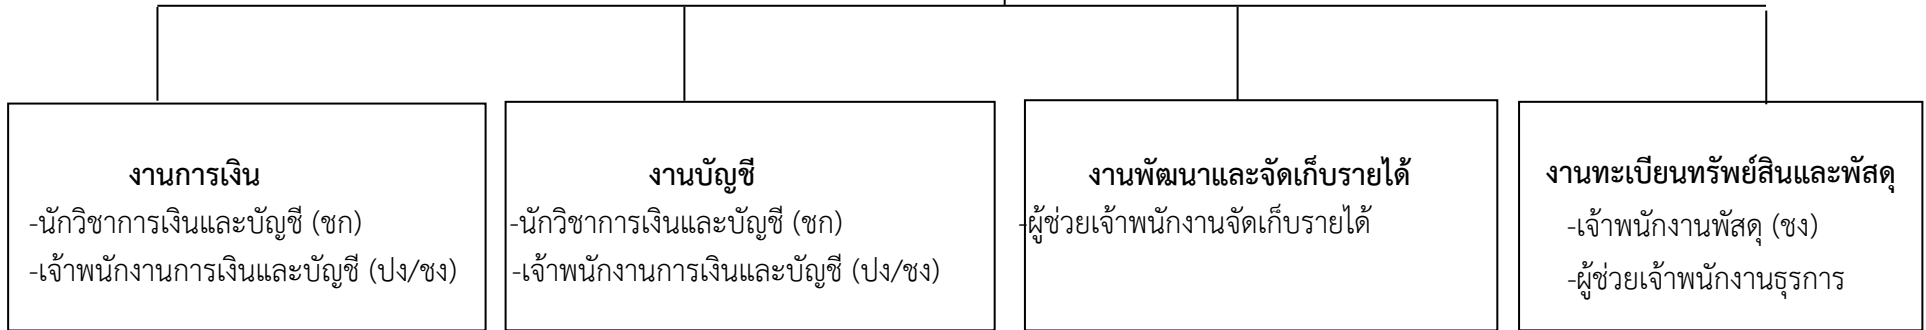 งานการเงิน
-นักวิชาการเงินและบัญชี (ชก)
-เจ้าพนักงานการเงินและบัญชี (ปง/ชง)
งานบัญชี
-นักวิชาการเงินและบัญชี (ชก)
-เจ้าพนักงานการเงินและบัญชี (ปง/ชง)
งานพัฒนาและจัดเก็บรายได้
-ผู้ช่วยเจ้าพนักงานจัดเก็บรายได้
งานทะเบียนทรัพย์สินและพัสดุ
-เจ้าพนักงานพัสดุ (ชง)
-ผู้ช่วยเจ้าพนักงานธุรการ